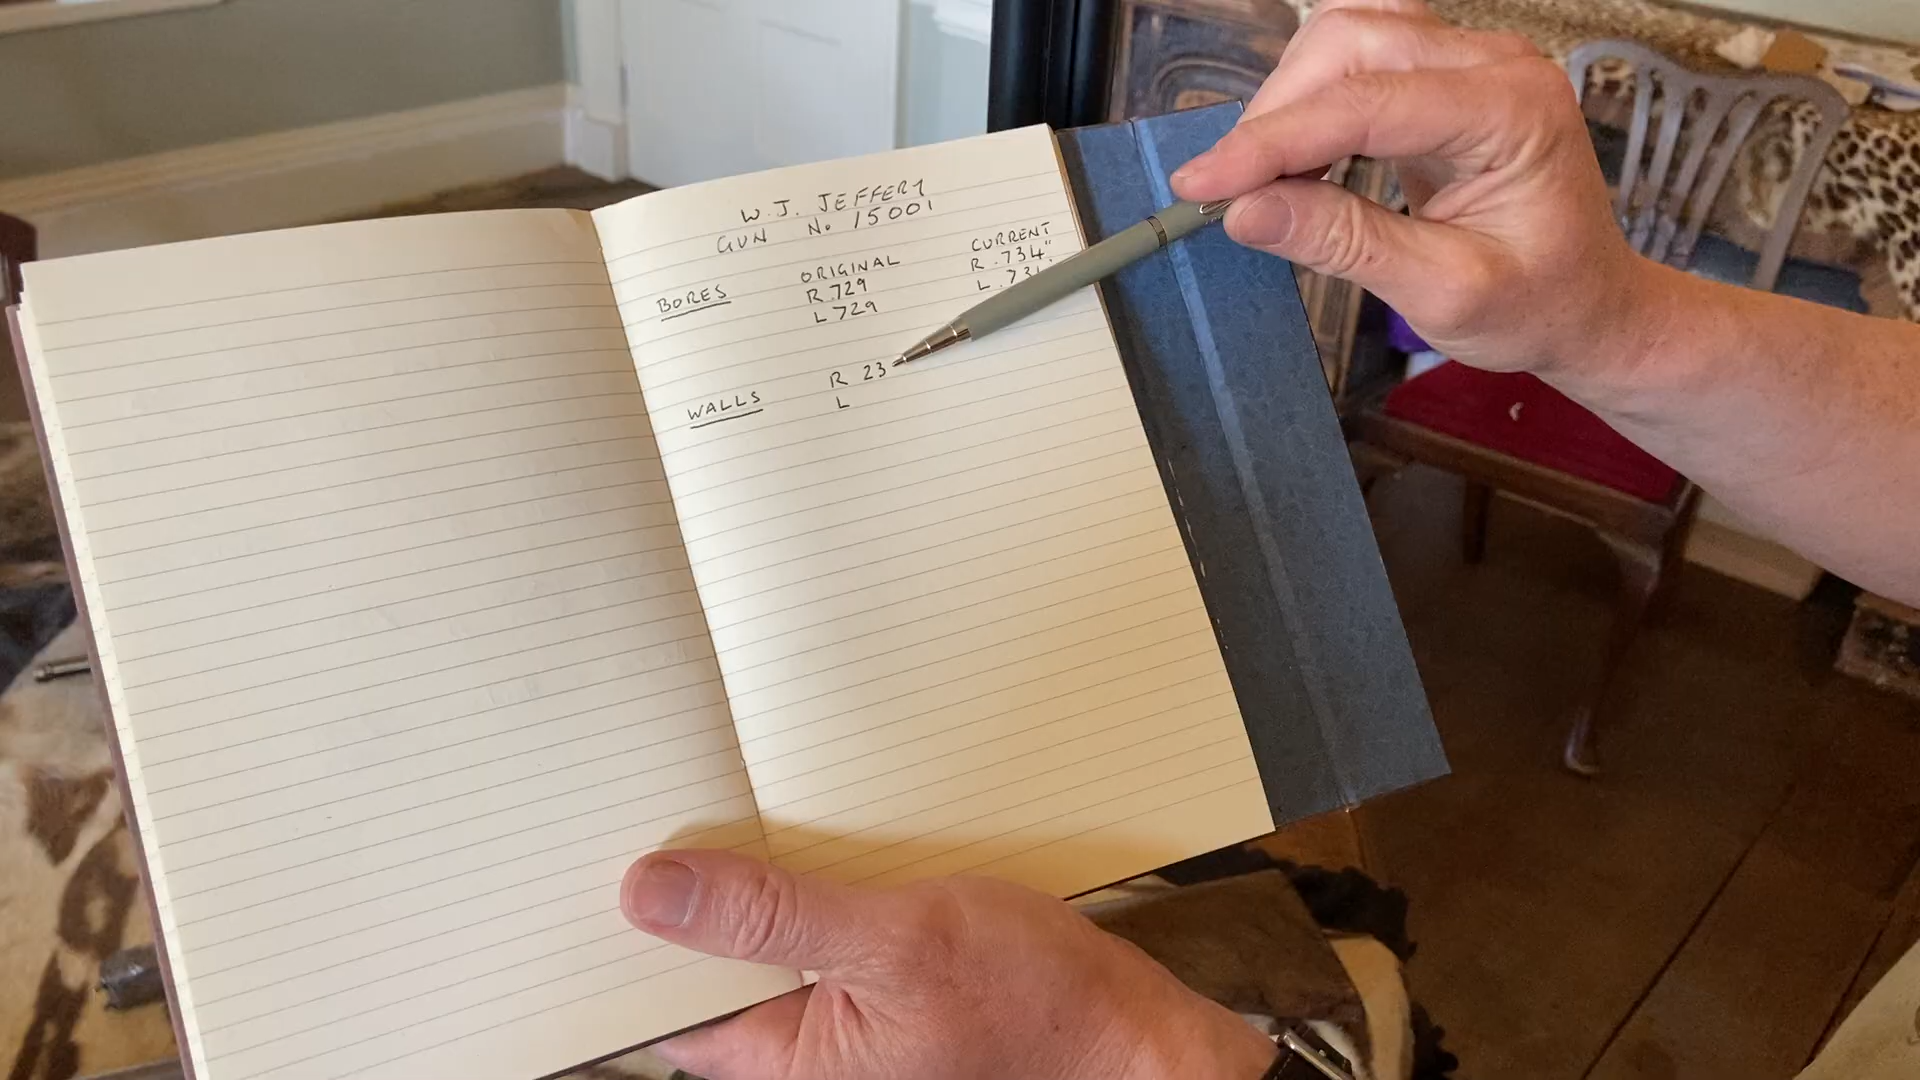 W.J. JEFFERY
GUN No 15001
ORIGINAL CURRENT
BORES R .729 R .734"
L 729 L
R 23
WALLS L